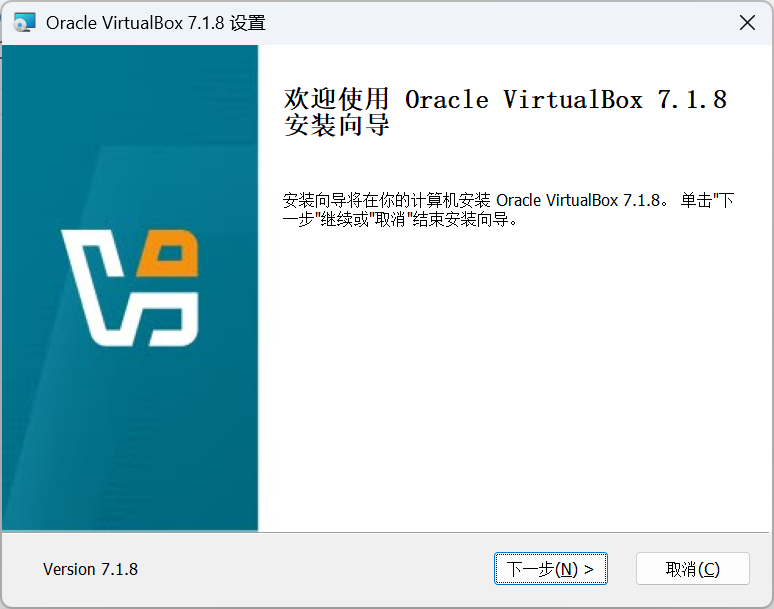 Oracle VirtualBox 7.1.8 设置
欢迎使用 Oracle VirtualBox 7.1.8
安装向导
安装向导将在你的计算机安装 Oracle VirtualBox 7.1.8。 单击"下
一步"继续或"取消"结束安装向导。
Version 7.1.8
下一步(N) >
取消(C)